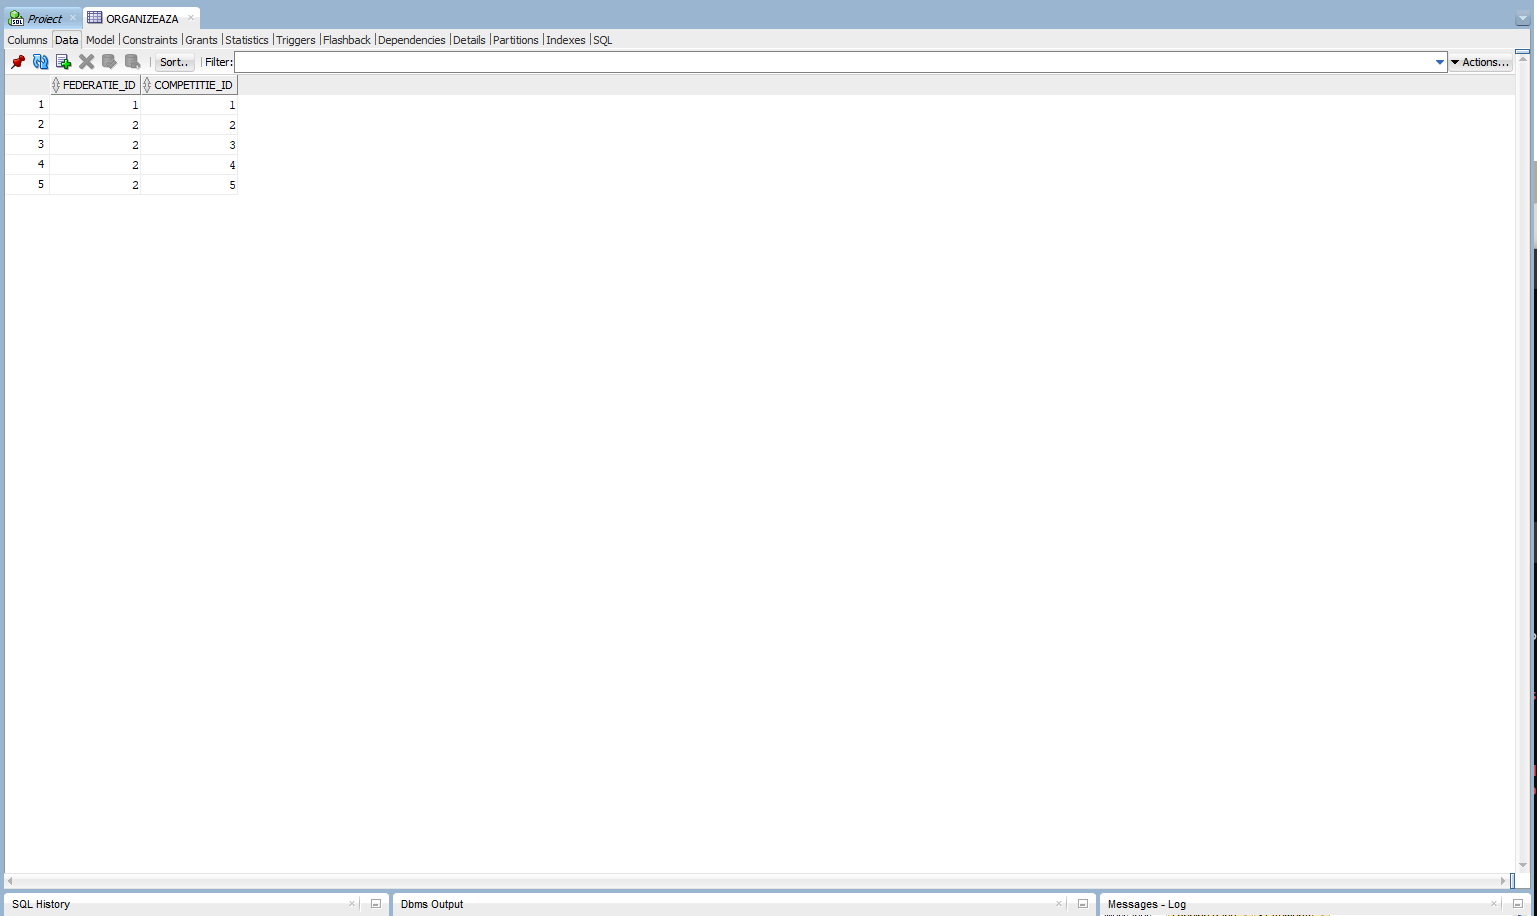 Project ORGANIZEAZA
Columns Data Model Constraints Grants Statistics Triggers Flashback Dependencies Details Partitions Indexes SQL
Sort.. Filter: Actions...
FEDERATIE_ID COMPETITIE_ID
1 1 1
2 2 2
3 2 3
4 2 4
5 2 5
SQL History Dbms Output Messages - Log